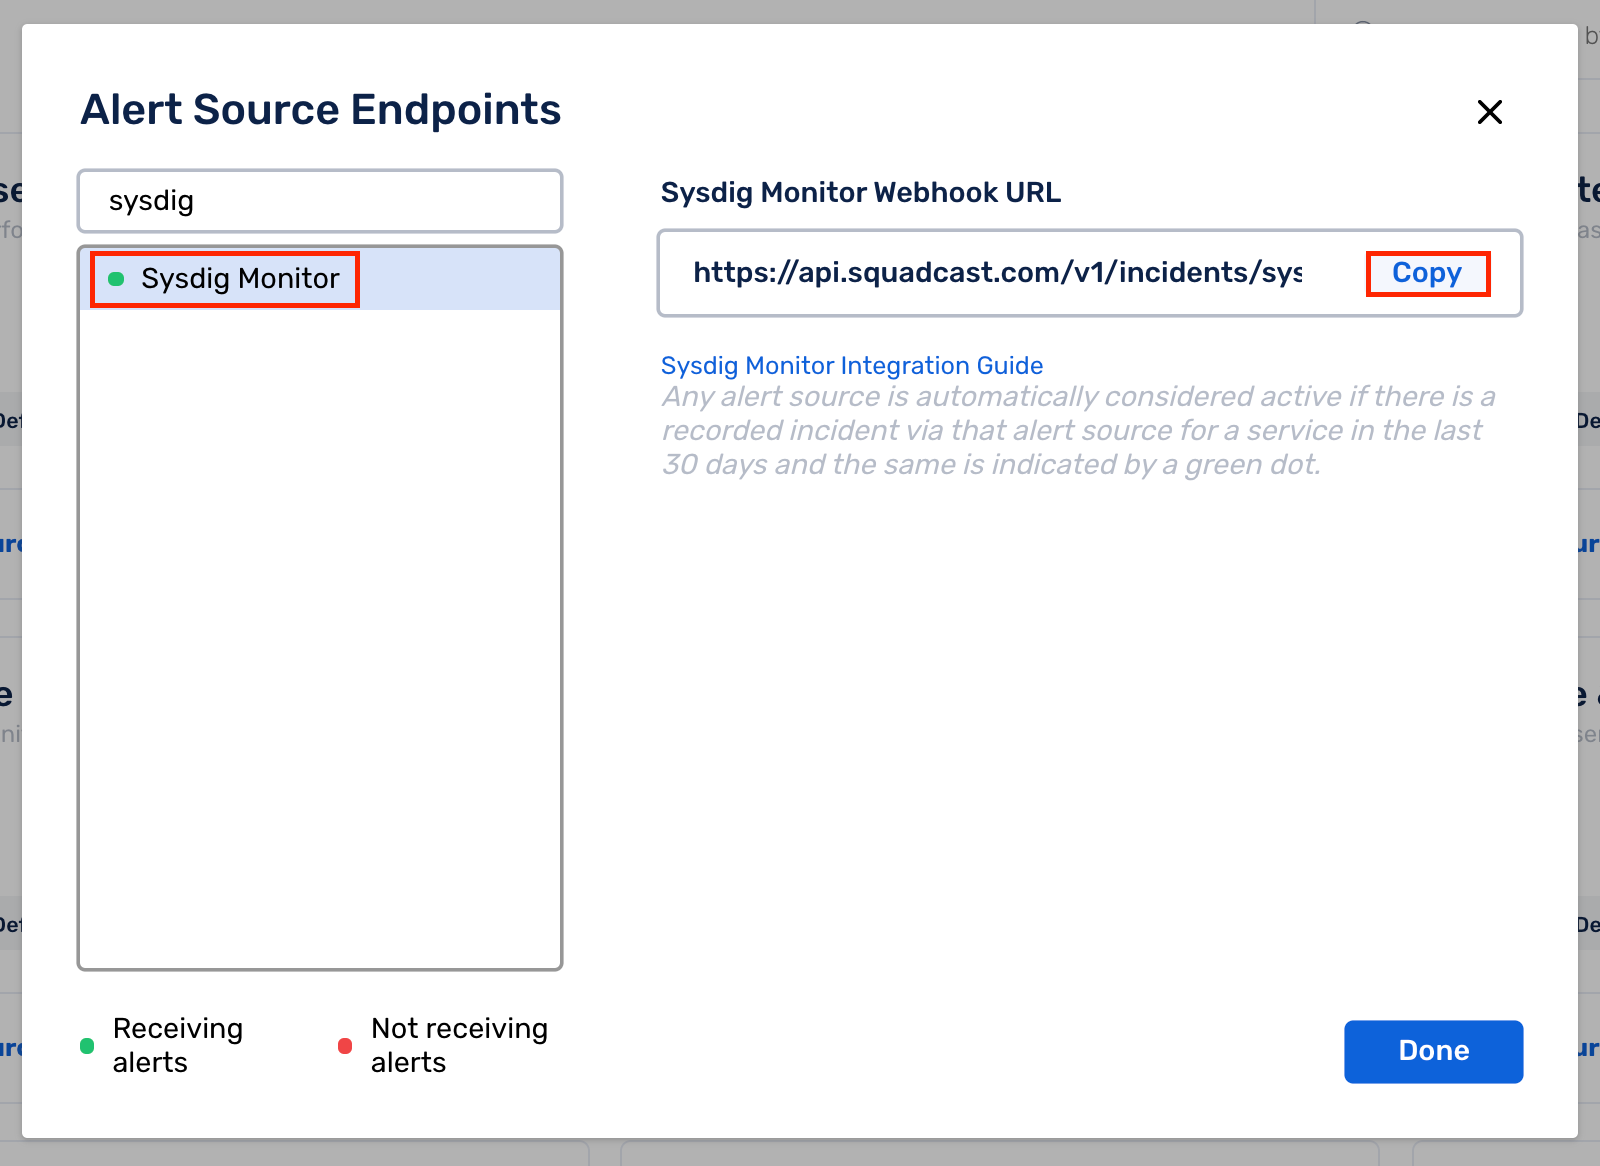 Alert Source Endpoints
sysdig
Sysdig Monitor
Sysdig Monitor Webhook URL
https://api.squadcast.com/v1/incidents/sys
Copy
Sysdig Monitor Integration Guide
Any alert source is automatically considered active if there is a
recorded incident via that alert source for a service in the last
30 days and the same is indicated by a green dot.
Receiving
alerts
Not receiving
alerts
Done